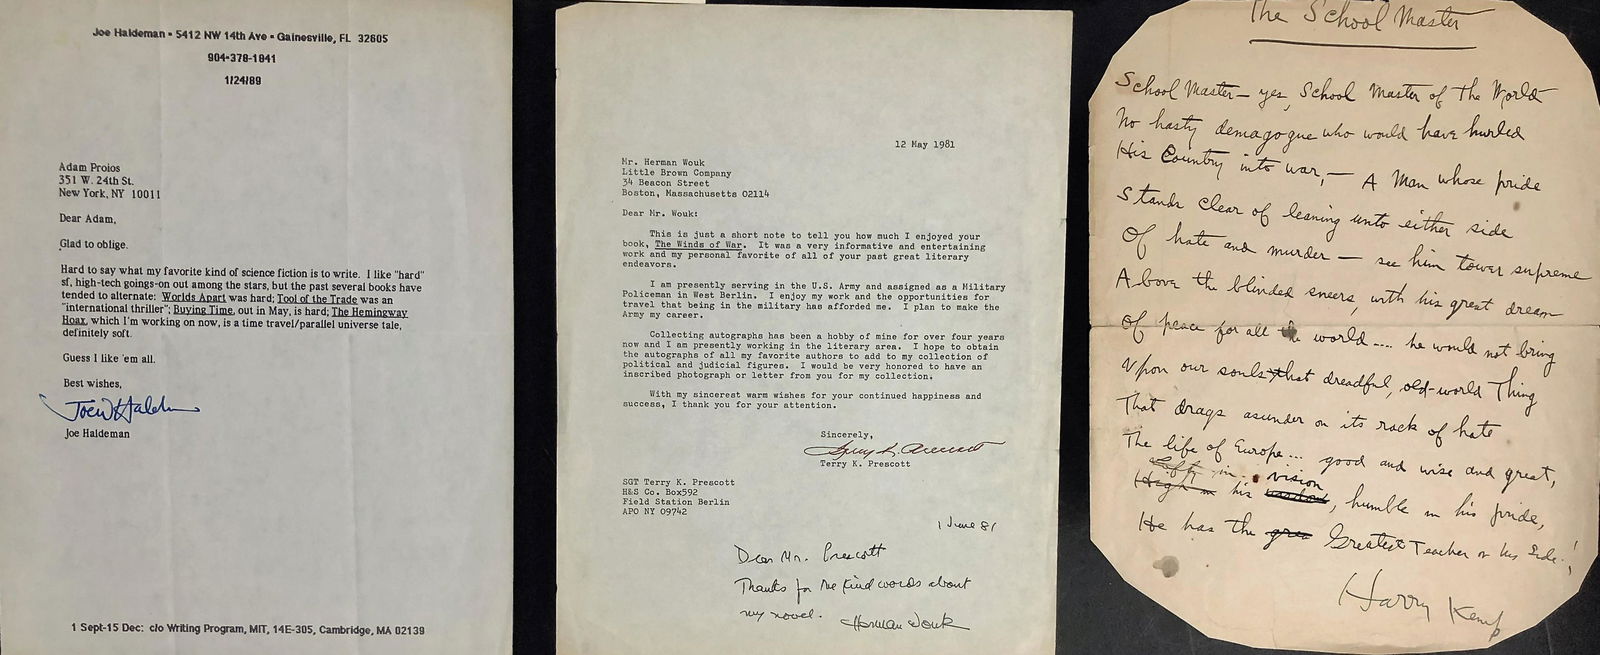 Joe Haldeman • 5412 NW 14th Ave • Gainesville, FL 32605
904-378-1841
1/24/89
Adam Proios
351 W. 24th St.
New York, NY 10011
Dear Adam,
Glad to oblige.
Hard to say what my favorite kind of science fiction is to write. I like "hard"
sf, high-tech goings-on out among the stars, but the past several books have
tended to alternate: Worlds Apart was hard; Tool of the Trade was an
"international thriller"; Buying Time, out in May, is hard; The Hemingway
Hoax, which I'm working on now, is a time travel/parallel universe tale,
definitely soft.
Guess I like 'em all.
Best wishes,
Joe W Haldeman
Joe Haldeman
1 Sept-15 Dec: c/o Writing Program, MIT, 14E-305, Cambridge, MA 02139
12 May 1981
Mr. Herman Wouk
Little Brown Company
34 Beacon Street
Boston, Massachusetts 02114
Dear Mr. Wouk:
This is just a short note to tell you how much I enjoyed your
book, The Winds of War. It was a very informative and entertaining
work and my personal favorite of all of your past great literary
endeavors.
I am presently serving in the U.S. Army and assigned as a Military
Policeman in West Berlin. I enjoy my work and the opportunities for
travel that being in the military has afforded me. I plan to make the
Army my career.
Collecting autographs has been a hobby of mine for over four years
now and I am presently working in the literary area. I hope to obtain
the autographs of all my favorite authors to add to my collection of
political and judicial figures. I would be very honored to have an
inscribed photograph or letter from you for my collection.
With my sincerest warm wishes for your continued happiness and
success, I thank you for your attention.
Sincerely,
Terry K. Prescott
Terry K. Prescott
SGT Terry K. Prescott
H&S Co. Box592
Field Station Berlin
APO NY 09742
1 June 81
Dear Mr. Prescott
Thanks for the kind words about
my novel. Herman Wouk
The School Master
School Master — yes, School Master of the World
No hasty demagogue who would have hurled
His Country into war, — A Man whose pride
Stands clear of leaning unto either side
Of hate and murder — see him tower supreme
Above the blinded sneers, with his great dream
Of peace for all the world .... he would not bring
Upon our souls that dreadful, old-world Thing
That drags asunder on its rack of hate
The life of Europe ... good and wise and great,
Lofty in vision
High in his , humble in his pride,
He has the grea Greatest Teacher on his Side!
Harry Kemp